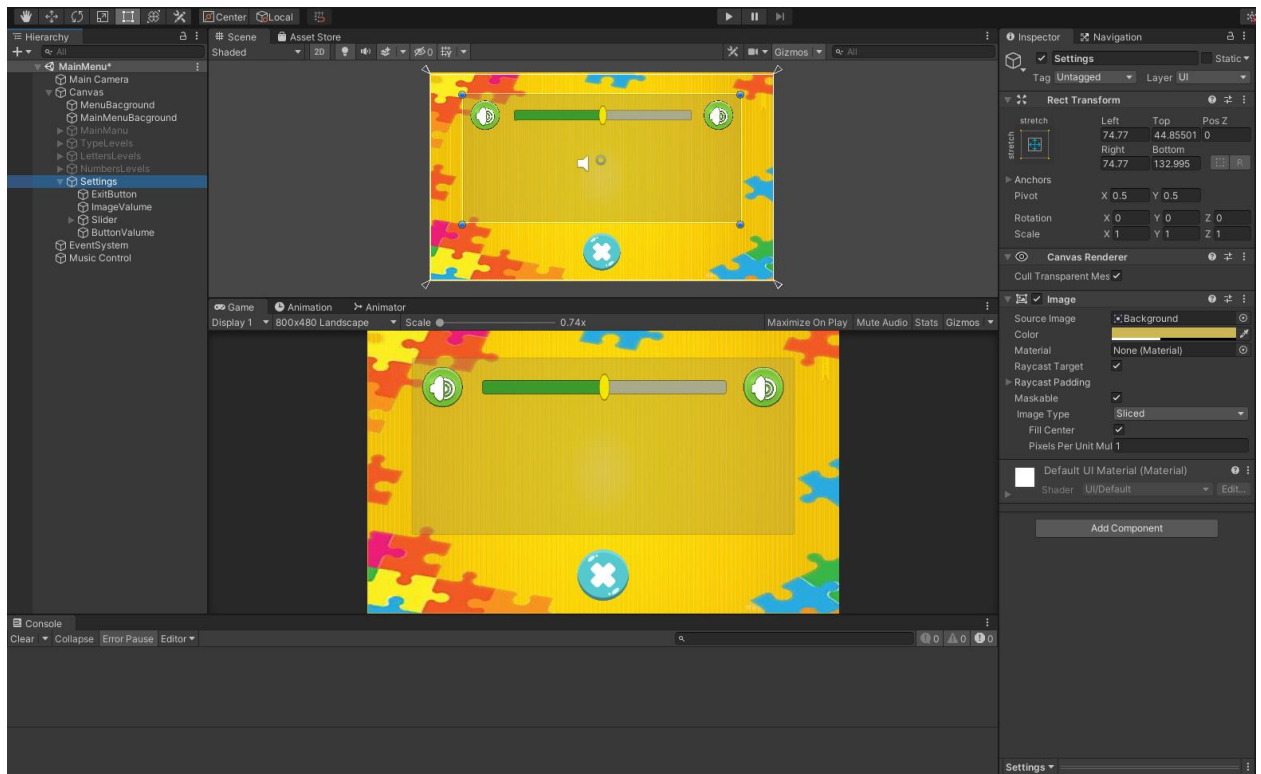 Center Local
Hierarchy
All
MainMenu*
Main Camera
Canvas
MenuBacground
MainMenuBacground
MainManu
TypeLevels
LettersLevels
NumbersLevels
Settings
ExitButton
ImageValume
Slider
ButtonValume
EventSystem
Music Control
Scene Asset Store
Shaded 2D 0 Gizmos All
Game Animation Animator
Display 1 800x480 Landscape Scale 0.74x Maximize On Play Mute Audio Stats Gizmos
Console
Clear Collapse Error Pause Editor 0 0 0
Inspector Navigation
Settings Static
Tag Untagged Layer UI
Rect Transform
stretch Left Top Pos Z
stretch 74.77 44.85501 0
Right Bottom
74.77 132.995 R
Anchors
Pivot X 0.5 Y 0.5
Rotation X 0 Y 0 Z 0
Scale X 1 Y 1 Z 1
Canvas Renderer
Cull Transparent Mes
Image
Source Image Background
Color
Material None (Material)
Raycast Target
Raycast Padding
Maskable
Image Type Sliced
Fill Center
Pixels Per Unit Mul 1
Default UI Material (Material)
Shader UI/Default Edit...
Add Component
Settings